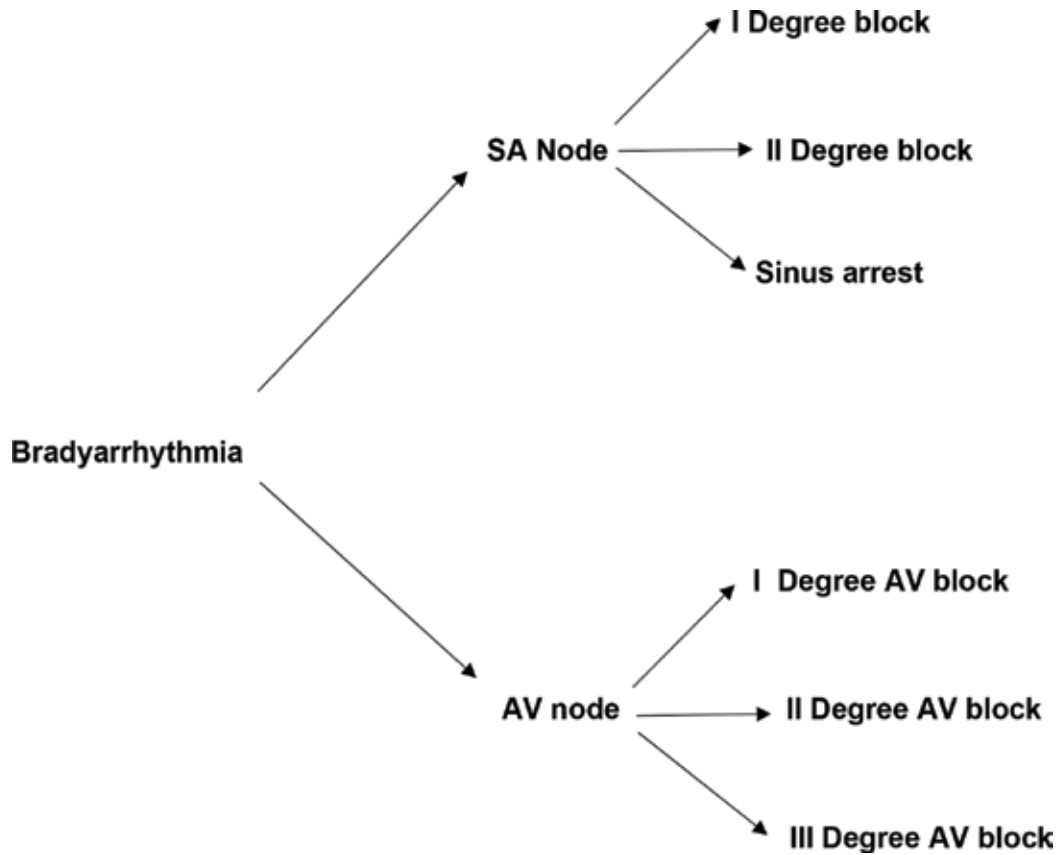 I Degree block
SA Node
II Degree block
Sinus arrest
Bradyarrhythmia
I Degree AV block
AV node
II Degree AV block
III Degree AV block